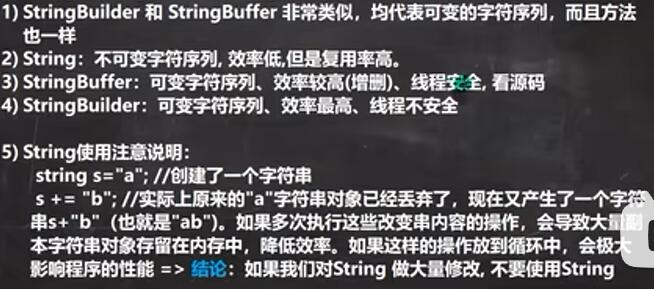 1) StringBuilder 和 StringBuffer 非常类似，均代表可变的字符序列，而且方法
也一样
2) String：不可变字符序列, 效率低,但是复用率高。
3) StringBuffer：可变字符序列、效率较高(增删)、线程安全, 看源码
4) StringBuilder：可变字符序列、效率最高、线程不安全
5) String使用注意说明：
string s="a"; //创建了一个字符串
s += "b"; //实际上原来的"a"字符串对象已经丢弃了，现在又产生了一个字符
串s+"b"（也就是"ab"）。如果多次执行这些改变串内容的操作，会导致大量副
本字符串对象存留在内存中，降低效率。如果这样的操作放到循环中，会极大
影响程序的性能 => 结论：如果我们对String 做大量修改, 不要使用String